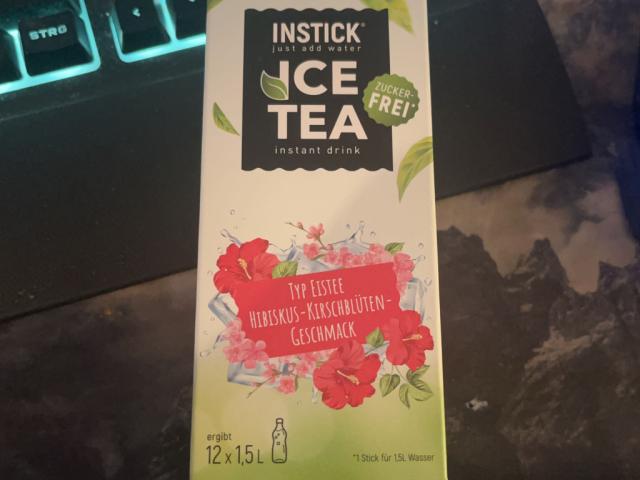 STRG
INSTICK®
just add water
ICE
TEA
instant drink
ZUCKER-
FREI*
TYP EISTEE
HIBISKUS-KIRSCHBLÜTEN-
GESCHMACK
ergibt
12 x 1,5 L
*1 Stick für 1,5L Wasser